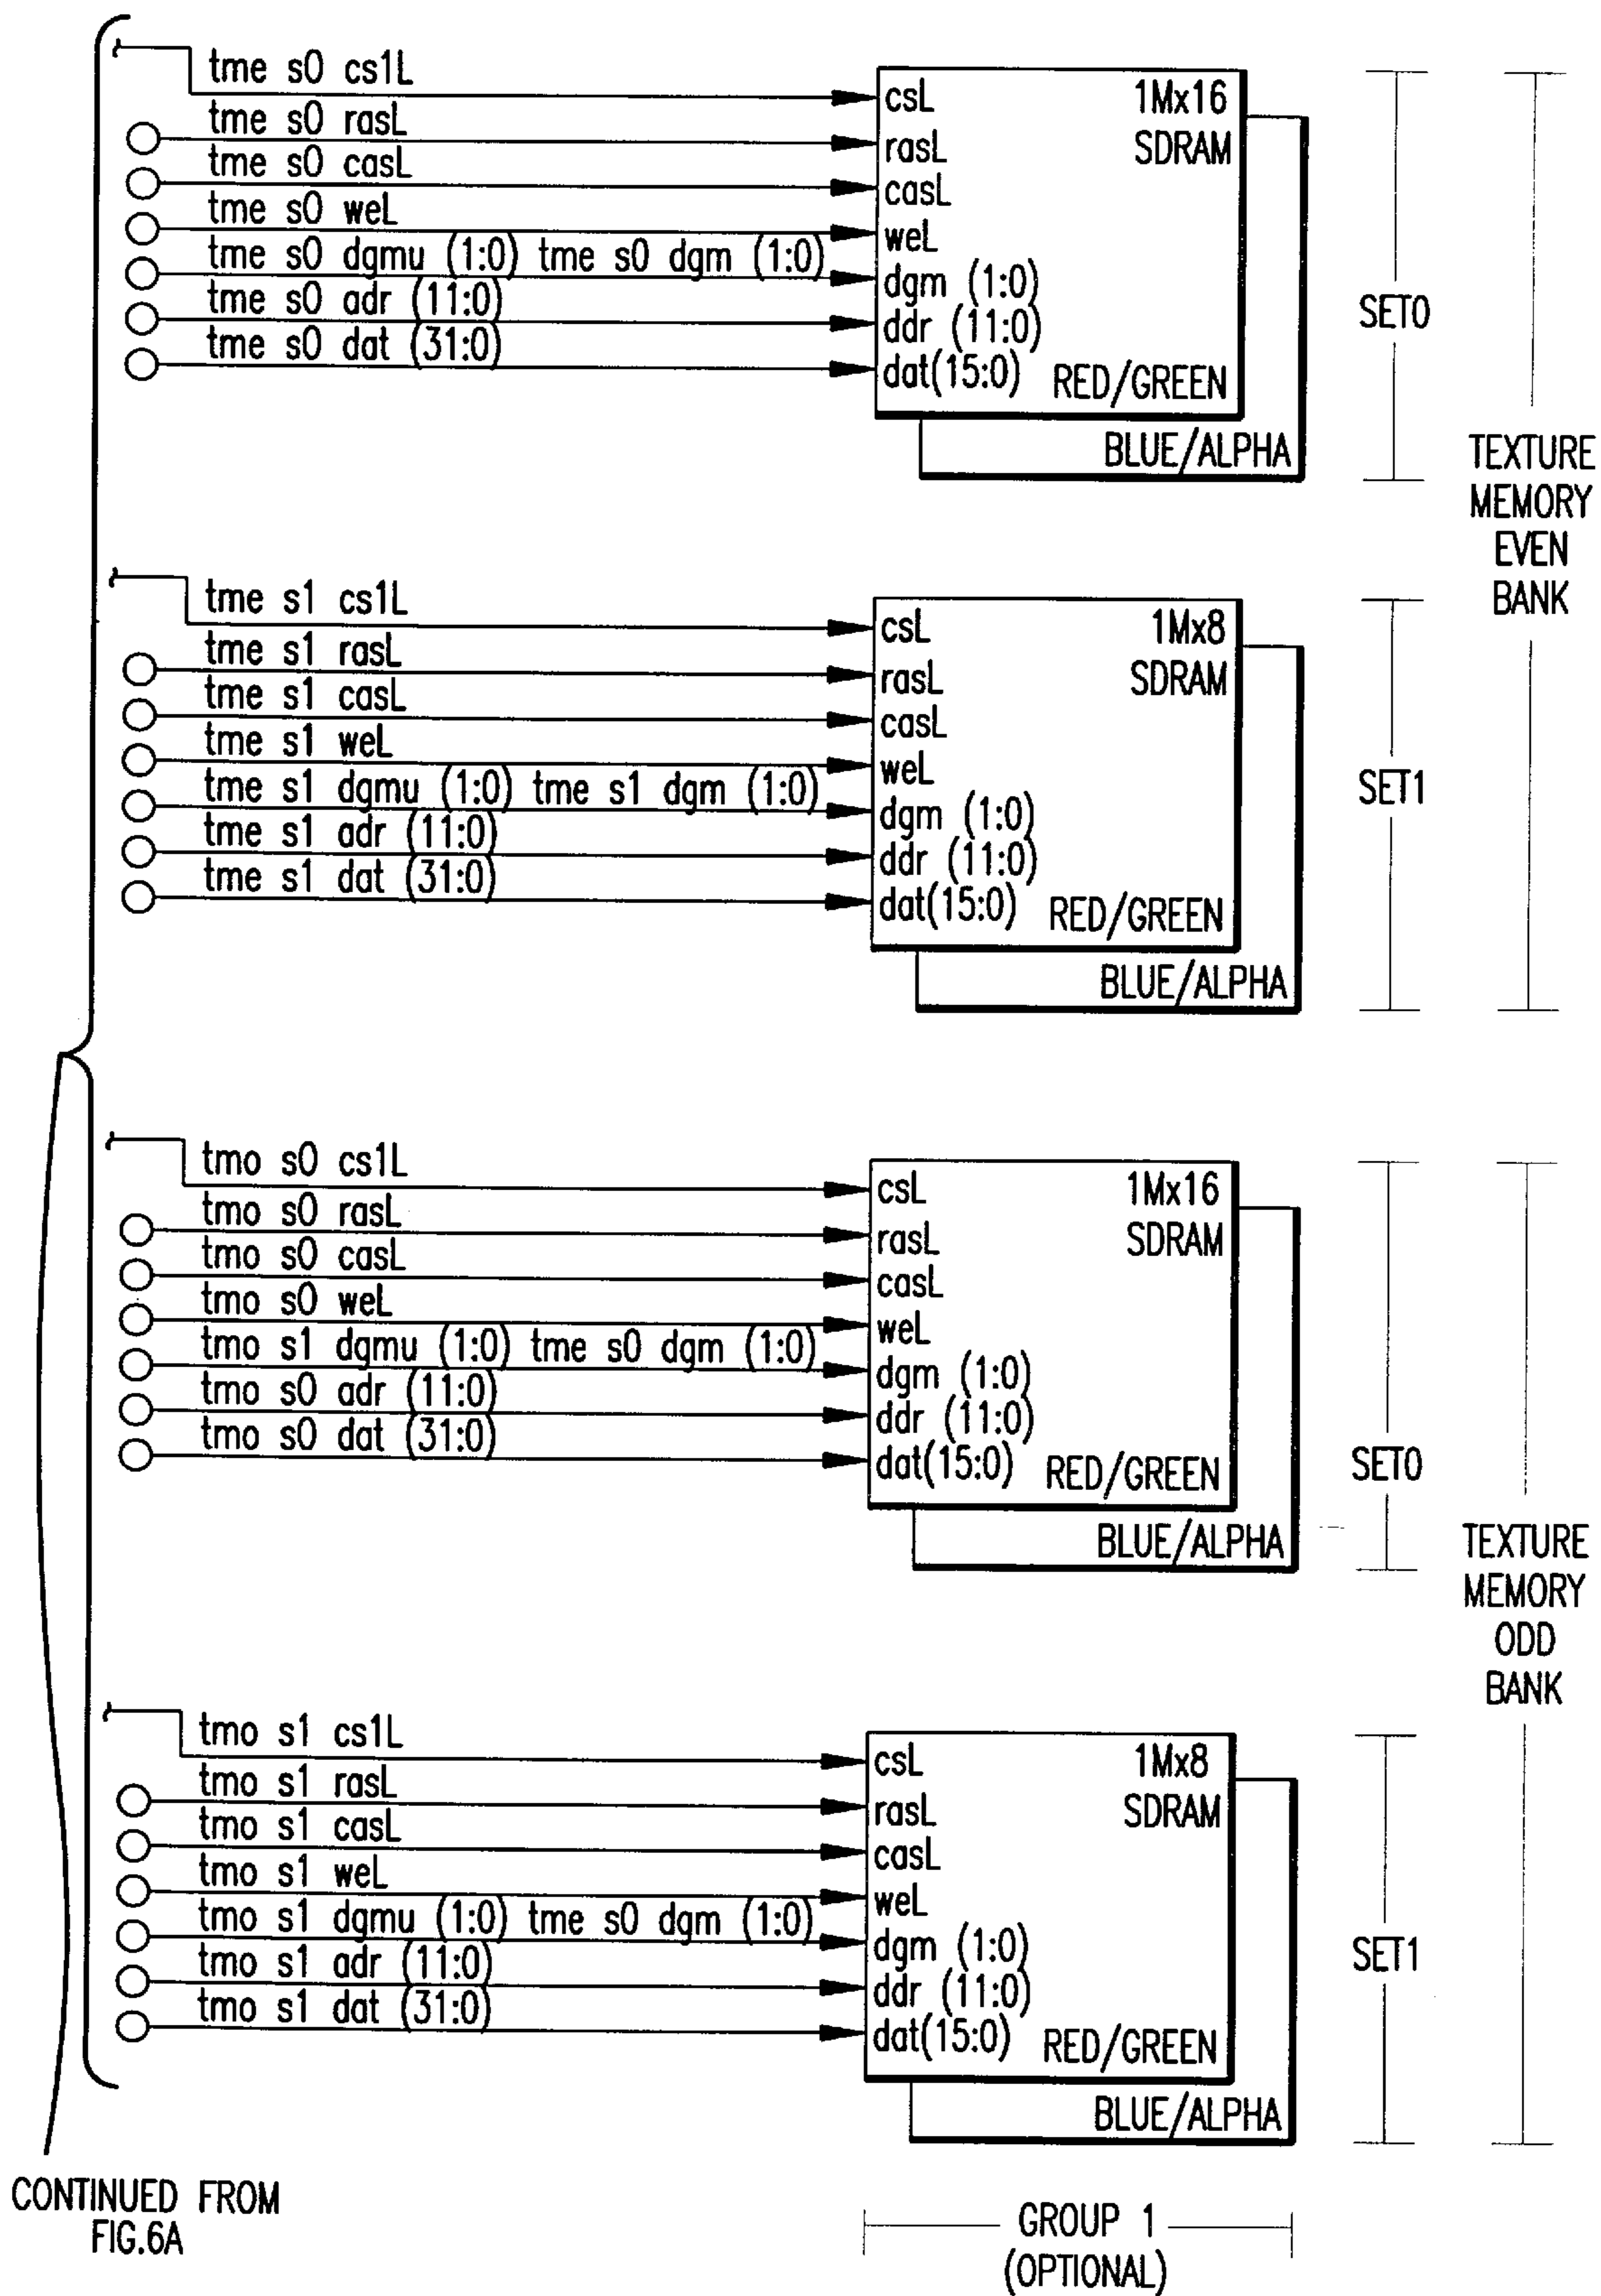 tme s0 cs1L
tme s0 rasL
tme s0 casL
tme s0 weL
tme s0 dgmu (1:0) tme s0 dgm (1:0)
tme s0 adr (11:0)
tme s0 dat (31:0)
csL 1Mx16
rasL SDRAM
casL
weL
dgm (1:0)
ddr (11:0)
dat(15:0) RED/GREEN
BLUE/ALPHA
SET0
tme s1 cs1L
tme s1 rasL
tme s1 casL
tme s1 weL
tme s1 dgmu (1:0) tme s1 dgm (1:0)
tme s1 adr (11:0)
tme s1 dat (31:0)
csL 1Mx8
rasL SDRAM
casL
weL
dgm (1:0)
ddr (11:0)
dat(15:0) RED/GREEN
BLUE/ALPHA
SET1
TEXTURE
MEMORY
EVEN
BANK
tmo s0 cs1L
tmo s0 rasL
tmo s0 casL
tmo s0 weL
tmo s1 dgmu (1:0) tme s0 dgm (1:0)
tmo s0 adr (11:0)
tmo s0 dat (31:0)
csL 1Mx16
rasL SDRAM
casL
weL
dgm (1:0)
ddr (11:0)
dat(15:0) RED/GREEN
BLUE/ALPHA
SET0
tmo s1 cs1L
tmo s1 rasL
tmo s1 casL
tmo s1 weL
tmo s1 dgmu (1:0) tme s0 dgm (1:0)
tmo s1 adr (11:0)
tmo s1 dat (31:0)
csL 1Mx8
rasL SDRAM
casL
weL
dgm (1:0)
ddr (11:0)
dat(15:0) RED/GREEN
BLUE/ALPHA
SET1
TEXTURE
MEMORY
ODD
BANK
CONTINUED FROM
FIG.6A
GROUP 1
(OPTIONAL)